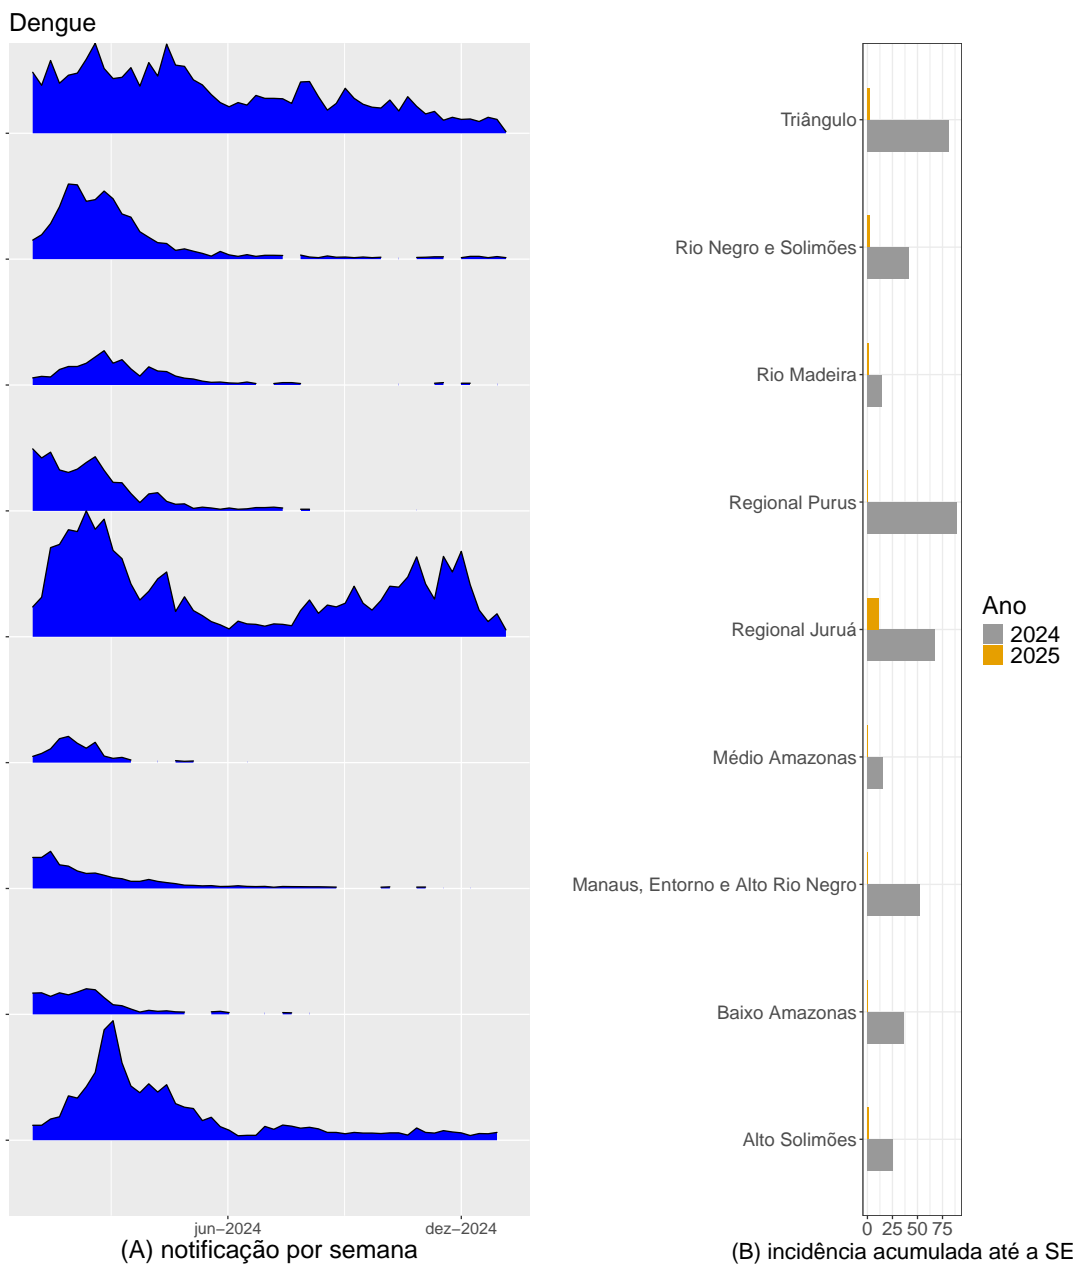 Dengue
Triângulo
Rio Negro e Solimões
Rio Madeira
Regional Purus
Regional Juruá
Médio Amazonas
Manaus, Entorno e Alto Rio Negro
Baixo Amazonas
Alto Solimões
Ano
2024
2025
jun−2024 dez−2024
0 25 50 75
(A) notificação por semana
(B) incidência acumulada até a SE